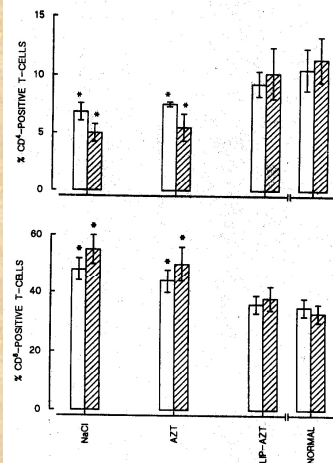 % CD4-POSITIVE T-CELLS
15
10
5
0
* * * *
% CD8-POSITIVE T-CELLS
60
40
20
0
* * * *
NaCl
AZT
LIP-AZT
NORMAL